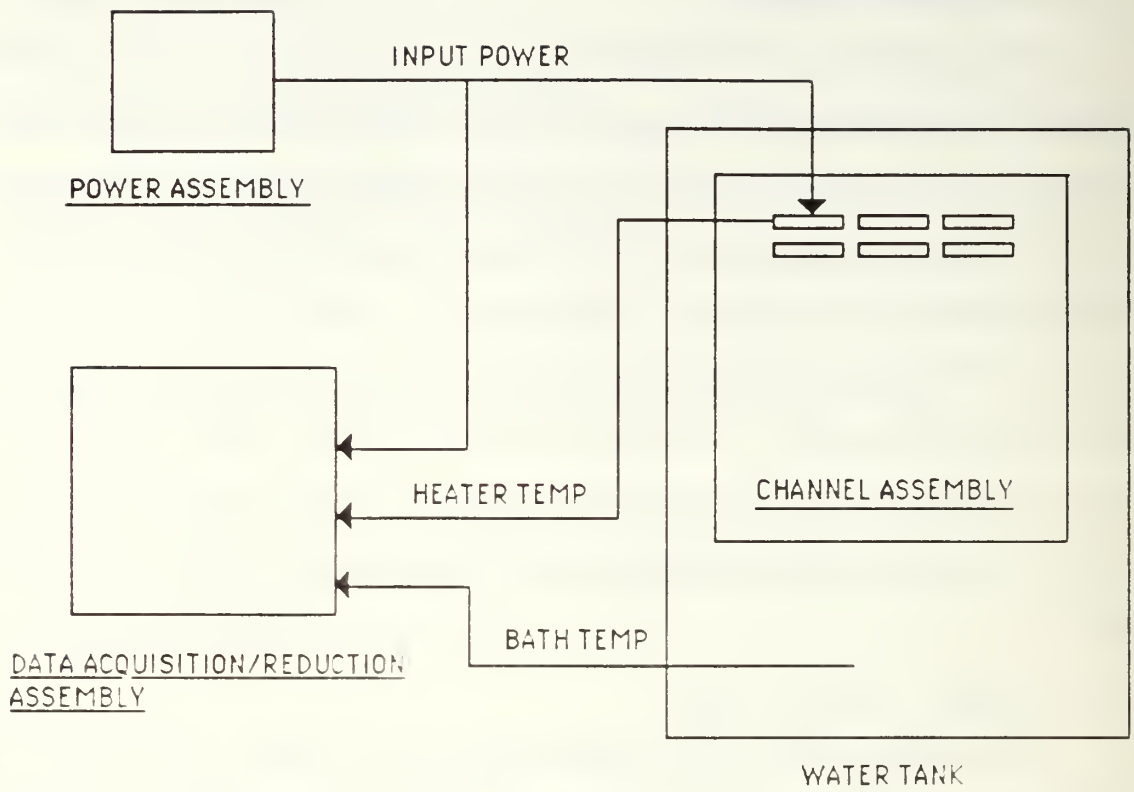 INPUT POWER
POWER ASSEMBLY
HEATER TEMP
CHANNEL ASSEMBLY
BATH TEMP
DATA ACQUISITION/REDUCTION
ASSEMBLY
WATER TANK